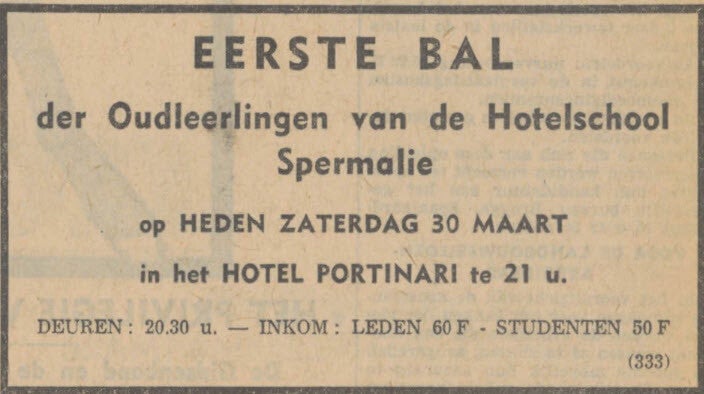 EERSTE BAL
der Oudleerlingen van de Hotelschool
Spermalie
op HEDEN ZATERDAG 30 MAART
in het HOTEL PORTINARI te 21 u.
DEUREN: 20.30 u. — INKOM: LEDEN 60 F - STUDENTEN 50 F
(333)